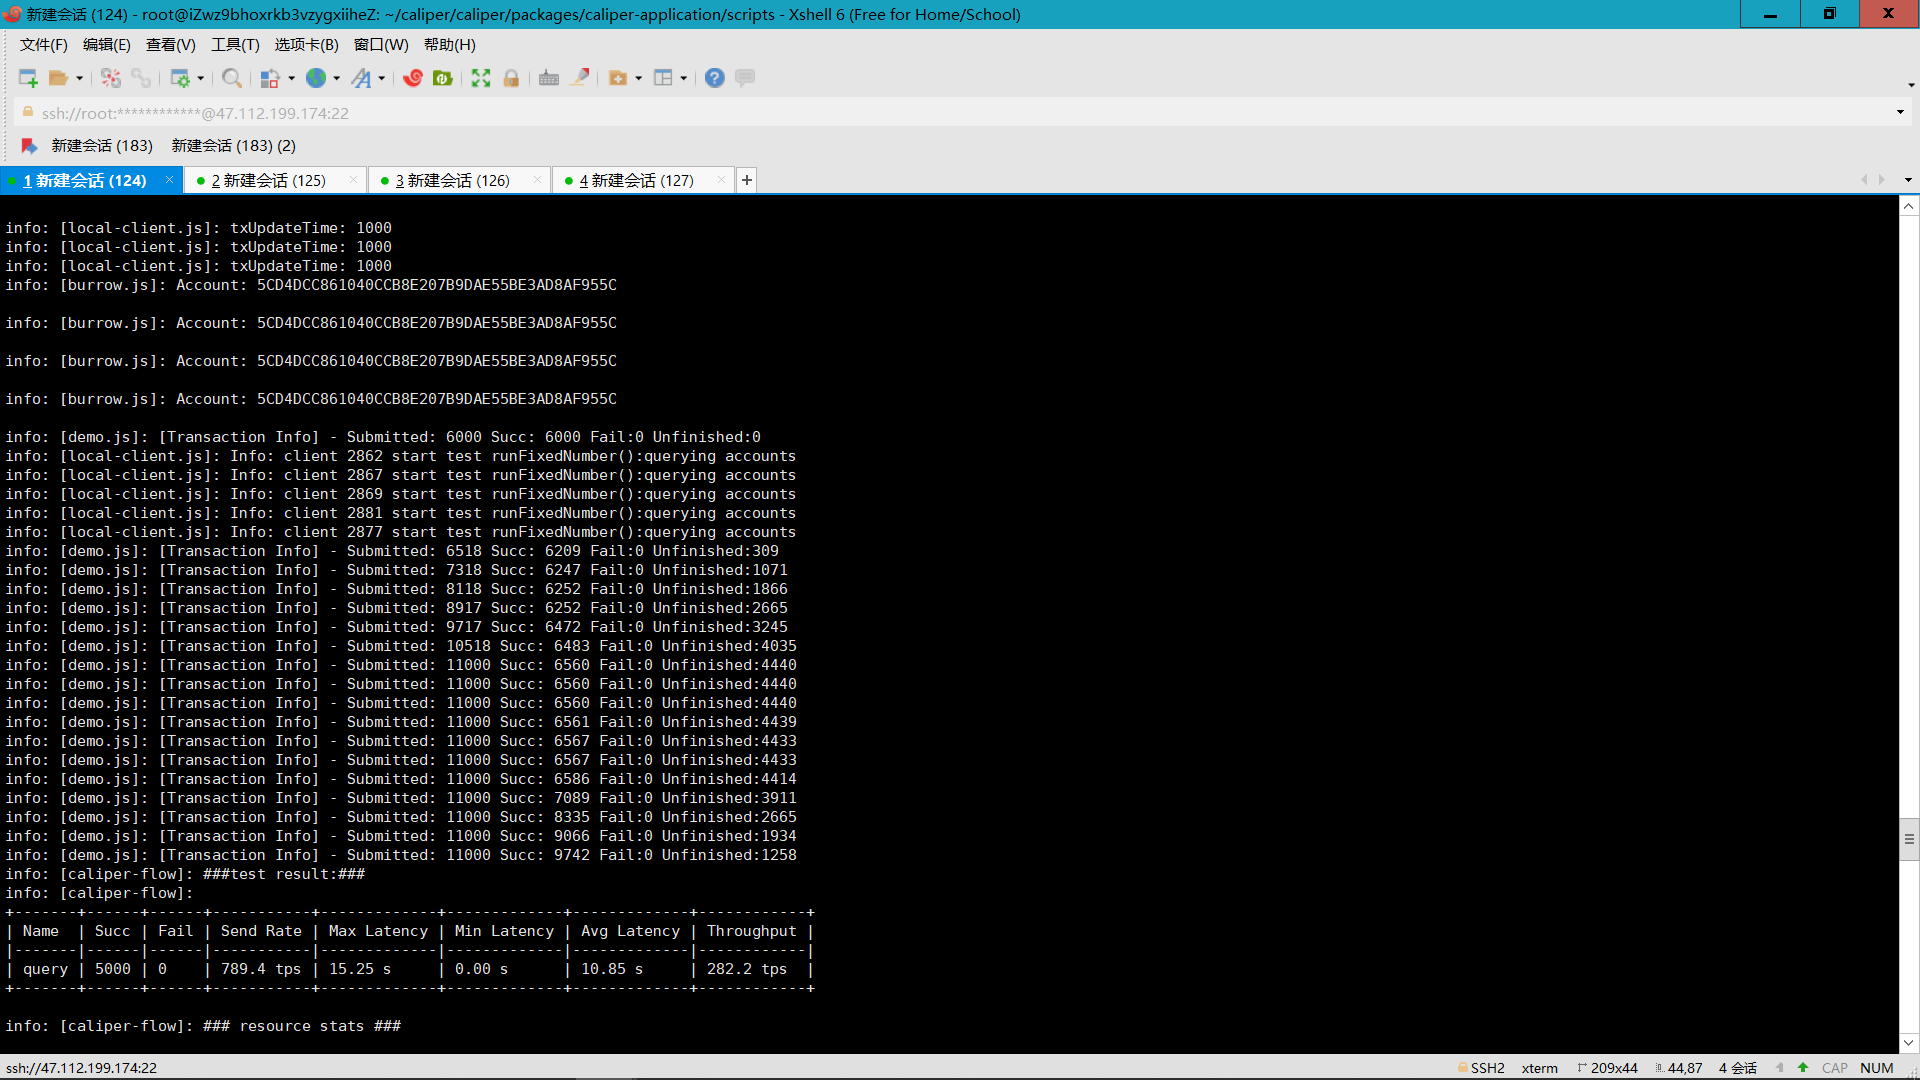 新建会话 (124) - root@iZwz9bhoxrkb3vzygxiiheZ: ~/caliper/caliper/packages/caliper-application/scripts - Xshell 6 (Free for Home/School)
文件(F) 编辑(E) 查看(V) 工具(T) 选项卡(B) 窗口(W) 帮助(H)
ssh://root:************@47.112.199.174:22
新建会话 (183) 新建会话 (183) (2)
1 新建会话 (124) × 2 新建会话 (125) × 3 新建会话 (126) × 4 新建会话 (127) × +
info: [local-client.js]: txUpdateTime: 1000
info: [local-client.js]: txUpdateTime: 1000
info: [local-client.js]: txUpdateTime: 1000
info: [burrow.js]: Account: 5CD4DCC861040CCB8E207B9DAE55BE3AD8AF955C
info: [burrow.js]: Account: 5CD4DCC861040CCB8E207B9DAE55BE3AD8AF955C
info: [burrow.js]: Account: 5CD4DCC861040CCB8E207B9DAE55BE3AD8AF955C
info: [burrow.js]: Account: 5CD4DCC861040CCB8E207B9DAE55BE3AD8AF955C
info: [demo.js]: [Transaction Info] - Submitted: 6000 Succ: 6000 Fail:0 Unfinished:0
info: [local-client.js]: Info: client 2862 start test runFixedNumber():querying accounts
info: [local-client.js]: Info: client 2867 start test runFixedNumber():querying accounts
info: [local-client.js]: Info: client 2869 start test runFixedNumber():querying accounts
info: [local-client.js]: Info: client 2881 start test runFixedNumber():querying accounts
info: [local-client.js]: Info: client 2877 start test runFixedNumber():querying accounts
info: [demo.js]: [Transaction Info] - Submitted: 6518 Succ: 6209 Fail:0 Unfinished:309
info: [demo.js]: [Transaction Info] - Submitted: 7318 Succ: 6247 Fail:0 Unfinished:1071
info: [demo.js]: [Transaction Info] - Submitted: 8118 Succ: 6252 Fail:0 Unfinished:1866
info: [demo.js]: [Transaction Info] - Submitted: 8917 Succ: 6252 Fail:0 Unfinished:2665
info: [demo.js]: [Transaction Info] - Submitted: 9717 Succ: 6472 Fail:0 Unfinished:3245
info: [demo.js]: [Transaction Info] - Submitted: 10518 Succ: 6483 Fail:0 Unfinished:4035
info: [demo.js]: [Transaction Info] - Submitted: 11000 Succ: 6560 Fail:0 Unfinished:4440
info: [demo.js]: [Transaction Info] - Submitted: 11000 Succ: 6560 Fail:0 Unfinished:4440
info: [demo.js]: [Transaction Info] - Submitted: 11000 Succ: 6560 Fail:0 Unfinished:4440
info: [demo.js]: [Transaction Info] - Submitted: 11000 Succ: 6561 Fail:0 Unfinished:4439
info: [demo.js]: [Transaction Info] - Submitted: 11000 Succ: 6567 Fail:0 Unfinished:4433
info: [demo.js]: [Transaction Info] - Submitted: 11000 Succ: 6567 Fail:0 Unfinished:4433
info: [demo.js]: [Transaction Info] - Submitted: 11000 Succ: 6586 Fail:0 Unfinished:4414
info: [demo.js]: [Transaction Info] - Submitted: 11000 Succ: 7089 Fail:0 Unfinished:3911
info: [demo.js]: [Transaction Info] - Submitted: 11000 Succ: 8335 Fail:0 Unfinished:2665
info: [demo.js]: [Transaction Info] - Submitted: 11000 Succ: 9066 Fail:0 Unfinished:1934
info: [demo.js]: [Transaction Info] - Submitted: 11000 Succ: 9742 Fail:0 Unfinished:1258
info: [caliper-flow]: ###test result:###
info: [caliper-flow]:
+-------+------+------+-----------+-------------+-------------+-------------+------------+
| Name  | Succ | Fail | Send Rate | Max Latency | Min Latency | Avg Latency | Throughput |
|-------|------|------|-----------|-------------|-------------|-------------|------------|
| query | 5000 | 0    | 789.4 tps | 15.25 s     | 0.00 s      | 10.85 s     | 282.2 tps  |
+-------+------+------+-----------+-------------+-------------+-------------+------------+
info: [caliper-flow]: ### resource stats ###
ssh://47.112.199.174:22 SSH2 xterm 209x44 44,87 4 会话 CAP NUM